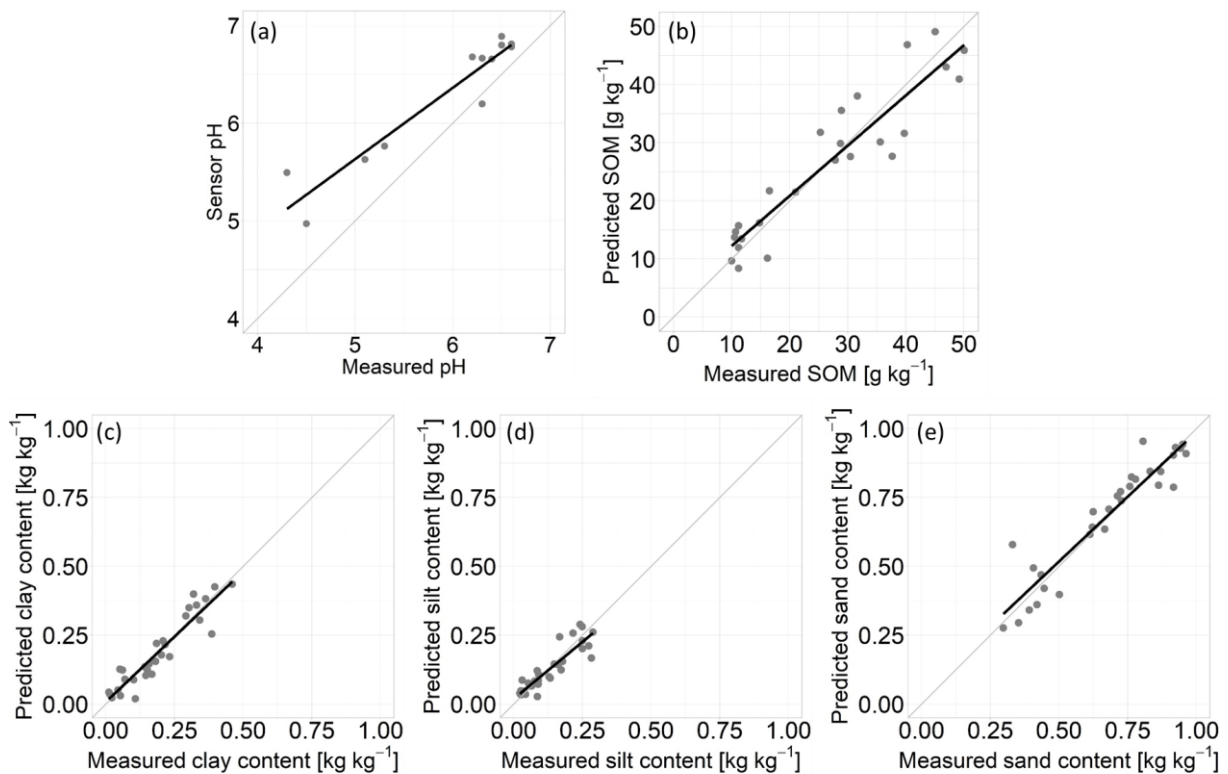 (a)
7
6
5
4
Sensor pH
4 5 6 7
Measured pH
(b)
50
40
30
20
10
0
Predicted SOM [g kg⁻¹]
0 10 20 30 40 50
Measured SOM [g kg⁻¹]
(c)
1.00
0.75
0.50
0.25
0.00
Predicted clay content [kg kg⁻¹]
0.00 0.25 0.50 0.75 1.00
Measured clay content [kg kg⁻¹]
(d)
1.00
0.75
0.50
0.25
0.00
Predicted silt content [kg kg⁻¹]
0.00 0.25 0.50 0.75 1.00
Measured silt content [kg kg⁻¹]
(e)
1.00
0.75
0.50
0.25
0.00
Predicted sand content [kg kg⁻¹]
0.00 0.25 0.50 0.75 1.00
Measured sand content [kg kg⁻¹]